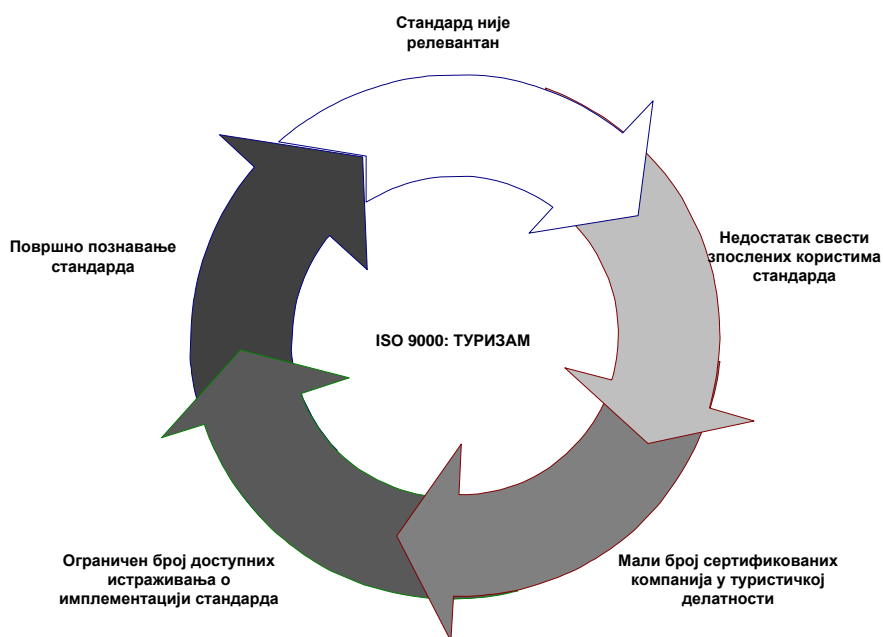 Стандард није
релевантан
Недостатак свести
зпослених користима
стандарда
Површно познавање
стандарда
ISO 9000: ТУРИЗАМ
Ограничен број доступних
истраживања о
имплементацији стандарда
Мали број сертификованих
компанија у туристичкој
делатности